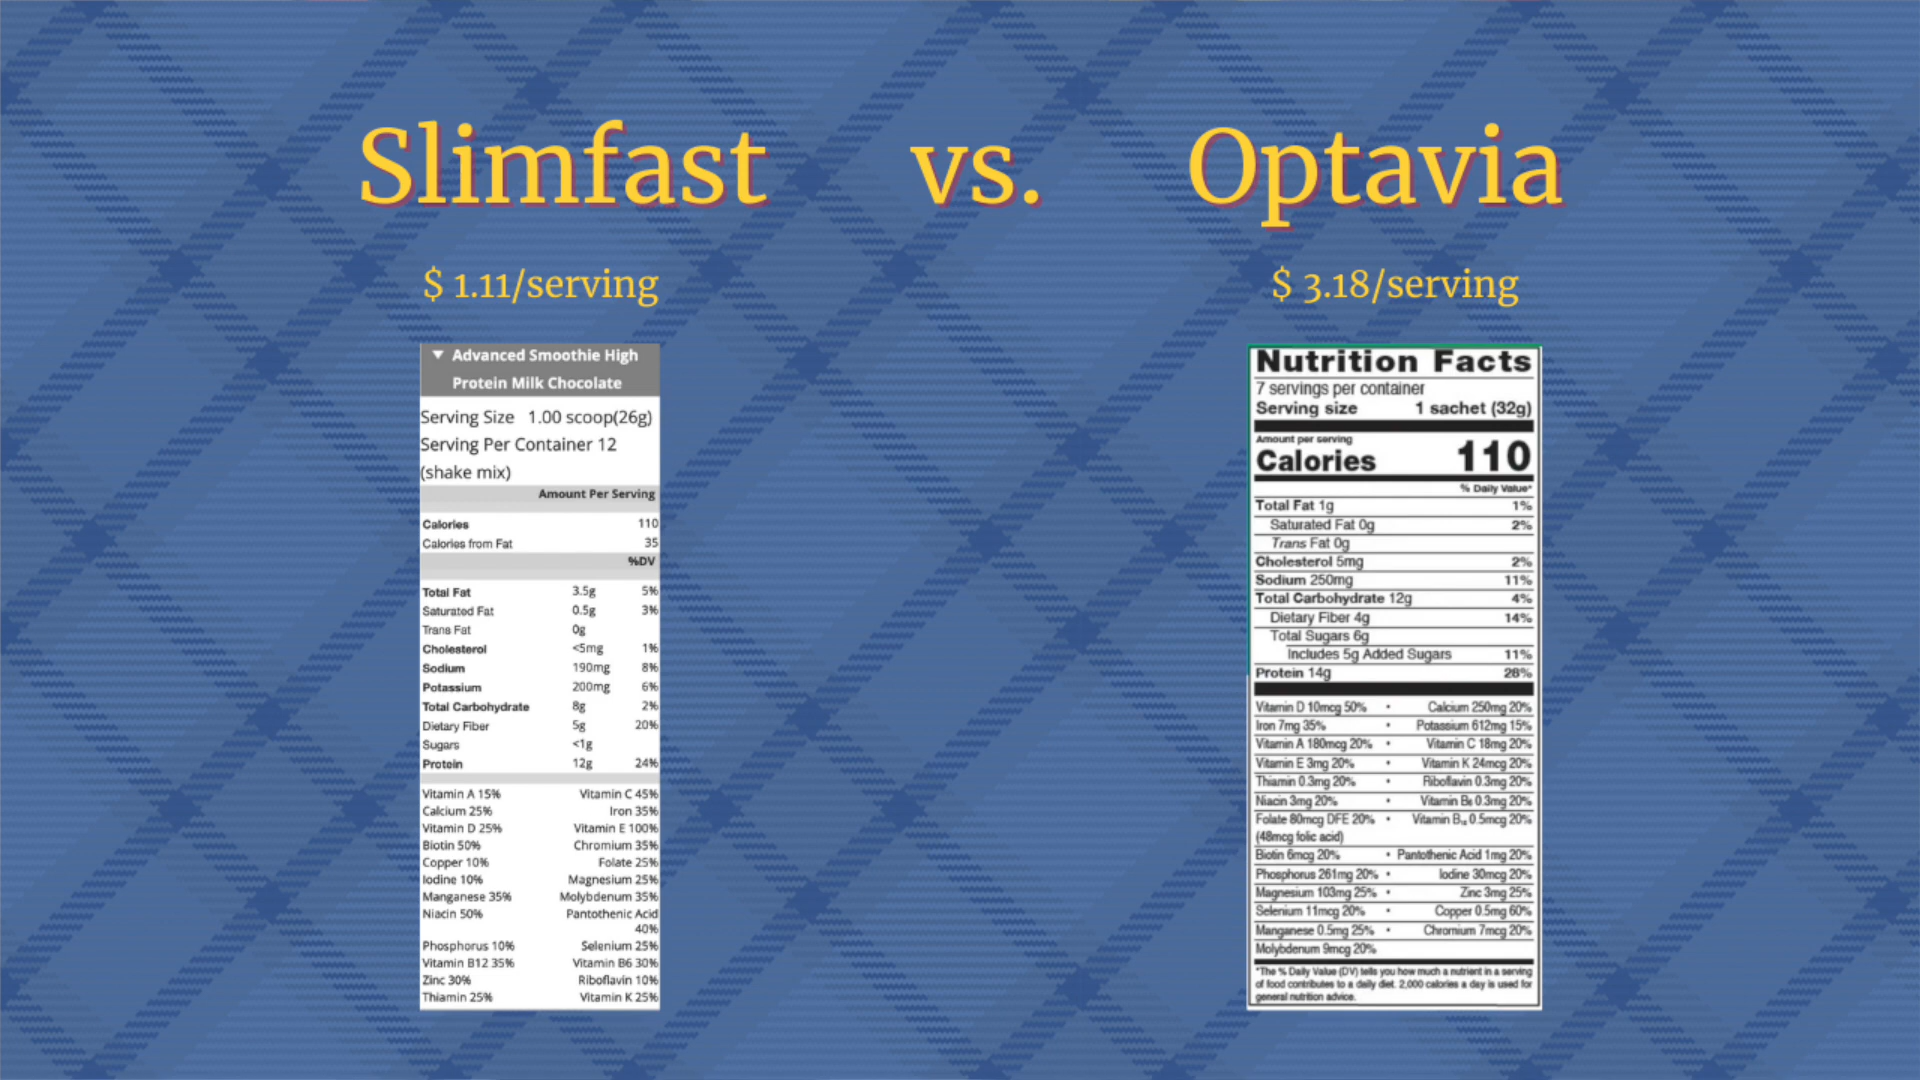 Slimfast vs. Optavia
$ 1.11/serving
$ 3.18/serving
▼ Advanced Smoothie High
Protein Milk Chocolate
Serving Size 1.00 scoop(26g)
Serving Per Container 12
(shake mix)
Amount Per Serving
Calories 110
Calories from Fat 35
%DV
Total Fat 3.5g 5%
Saturated Fat 0.5g 3%
Trans Fat 0g
Cholesterol <5mg 1%
Sodium 190mg 8%
Potassium 200mg 6%
Total Carbohydrate 8g 2%
Dietary Fiber 5g 20%
Sugars <1g
Protein 12g 24%
Vitamin A 15% Vitamin C 45%
Calcium 25% Iron 35%
Vitamin D 25% Vitamin E 100%
Biotin 50% Chromium 35%
Copper 10% Folate 25%
Iodine 10% Magnesium 25%
Manganese 35% Molybdenum 35%
Niacin 50% Pantothenic Acid
40%
Phosphorus 10% Selenium 25%
Vitamin B12 35% Vitamin B6 30%
Zinc 30% Riboflavin 10%
Thiamin 25% Vitamin K 25%
Nutrition Facts
7 servings per container
Serving size 1 sachet (32g)
Amount per serving
Calories 110
% Daily Value*
Total Fat 1g 1%
Saturated Fat 0g 2%
Trans Fat 0g
Cholesterol 5mg 2%
Sodium 250mg 11%
Total Carbohydrate 12g 4%
Dietary Fiber 4g 14%
Total Sugars 6g
Includes 5g Added Sugars 11%
Protein 14g 28%
Vitamin D 10mcg 50% • Calcium 250mg 20%
Iron 7mg 35% • Potassium 612mg 15%
Vitamin A 180mcg 20% • Vitamin C 18mg 20%
Vitamin E 3mg 20% • Vitamin K 24mcg 20%
Thiamin 0.3mg 20% • Riboflavin 0.3mg 20%
Niacin 3mg 20% • Vitamin B₆ 0.3mg 20%
Folate 80mcg DFE 20% • Vitamin B₁₂ 0.5mcg 20%
(48mcg folic acid)
Biotin 6mcg 20% • Pantothenic Acid 1mg 20%
Phosphorus 261mg 20% • Iodine 30mcg 20%
Magnesium 103mg 25% • Zinc 3mg 25%
Selenium 11mcg 20% • Copper 0.5mg 60%
Manganese 0.5mg 25% • Chromium 7mcg 20%
Molybdenum 9mcg 20%
*The % Daily Value (DV) tells you how much a nutrient in a serving
of food contributes to a daily diet. 2,000 calories a day is used for
general nutrition advice.